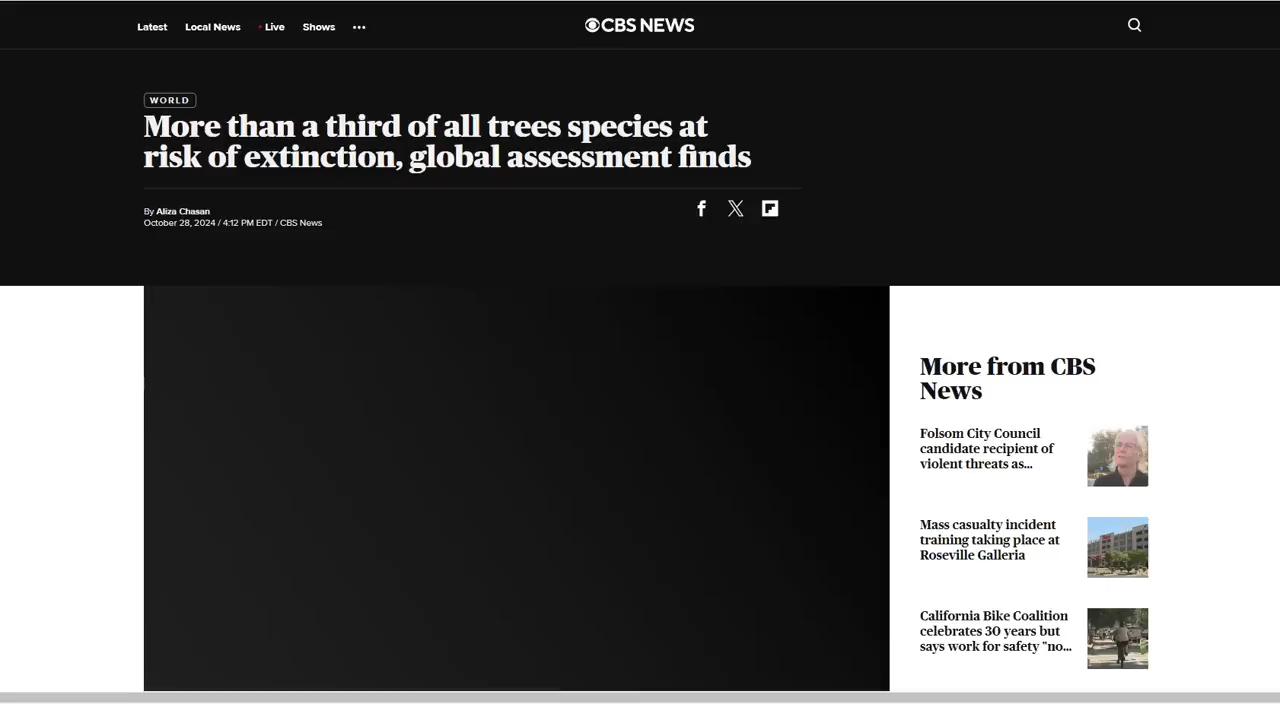 Latest Local News Live Shows
CBS NEWS
WORLD
More than a third of all trees species at
risk of extinction, global assessment finds
By Aliza Chasan
October 28, 2024 / 4:12 PM EDT / CBS News
More from CBS
News
Folsom City Council
candidate recipient of
violent threats as...
Mass casualty incident
training taking place at
Roseville Galleria
California Bike Coalition
celebrates 30 years but
says work for safety "no...